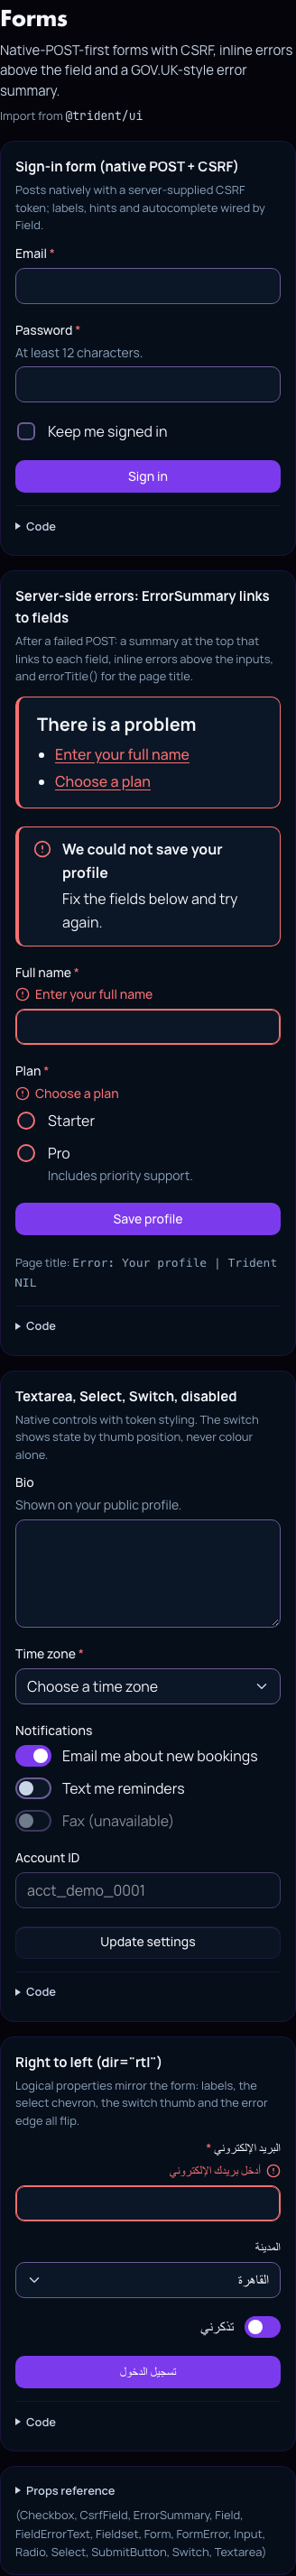 Forms
Native-POST-first forms with CSRF, inline errors
above the field and a GOV.UK-style error
summary.
Import from @trident/ui
Sign-in form (native POST + CSRF)
Posts natively with a server-supplied CSRF
token; labels, hints and autocomplete wired by
Field.
Email *
Password *
At least 12 characters.
Keep me signed in
Sign in
Code
Server-side errors: ErrorSummary links
to fields
After a failed POST: a summary at the top that
links to each field, inline errors above the inputs,
and errorTitle() for the page title.
There is a problem
Enter your full name
Choose a plan
We could not save your
profile
Fix the fields below and try
again.
Full name *
Enter your full name
Plan *
Choose a plan
Starter
Pro
Includes priority support.
Save profile
Page title: Error: Your profile | Trident
NIL
Code
Textarea, Select, Switch, disabled
Native controls with token styling. The switch
shows state by thumb position, never colour
alone.
Bio
Shown on your public profile.
Time zone *
Choose a time zone
Notifications
Email me about new bookings
Text me reminders
Fax (unavailable)
Account ID
acct_demo_0001
Update settings
Code
Right to left (dir="rtl")
Logical properties mirror the form: labels, the
select chevron, the switch thumb and the error
edge all flip.
البريد الإلكتروني *
أدخل بريدك الإلكتروني
المدينة
القاهرة
تذكرني
تسجيل الدخول
Code
Props reference
(Checkbox, CsrfField, ErrorSummary, Field,
FieldErrorText, Fieldset, Form, FormError, Input,
Radio, Select, SubmitButton, Switch, Textarea)